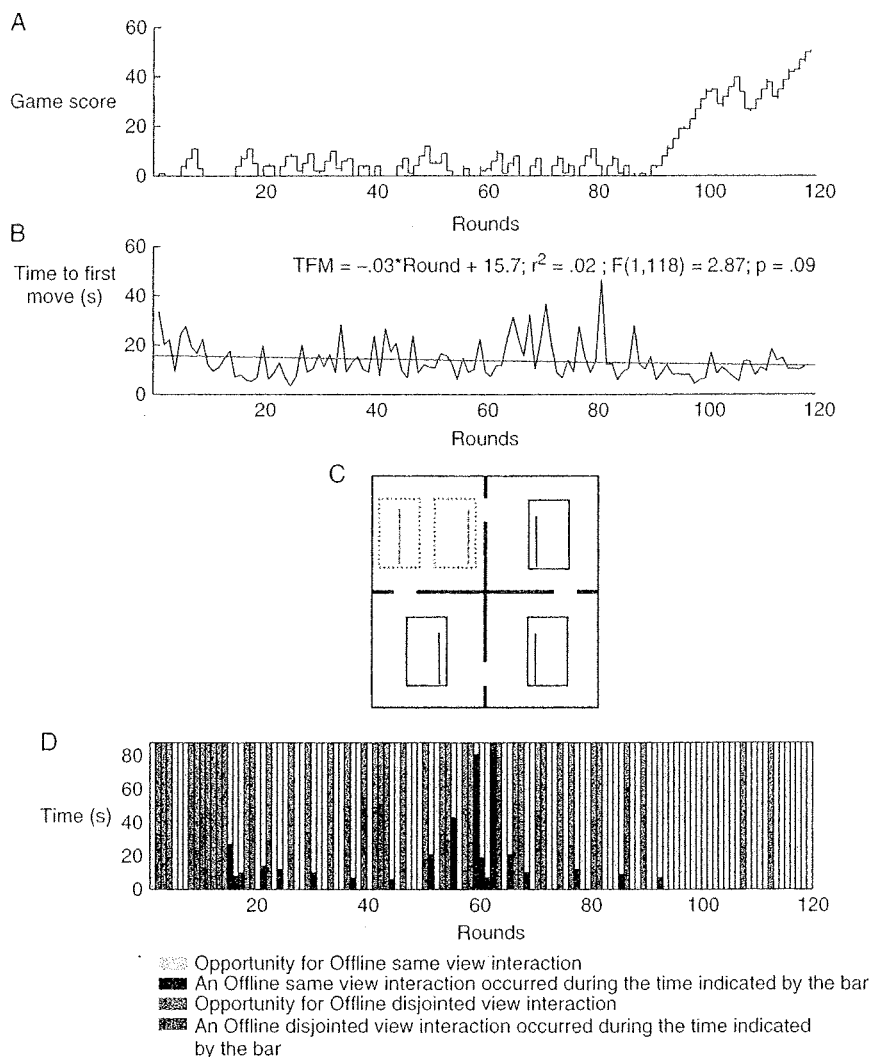 A
60
40
Game score
20
0
20 40 60 80 100 120
Rounds
B
60
TFM = –.03*Round + 15.7; r² = .02 ; F(1,118) = 2.87; p = .09
Time to first
move (s)
40
20
0
20 40 60 80 100 120
Rounds
C
D
80
60
Time (s)
40
20
0
20 40 60 80 100 120
Rounds
Opportunity for Offline same view interaction
An Offline same view interaction occurred during the time indicated by the bar
Opportunity for Offline disjointed view interaction
An Offline disjointed view interaction occurred during the time indicated
by the bar